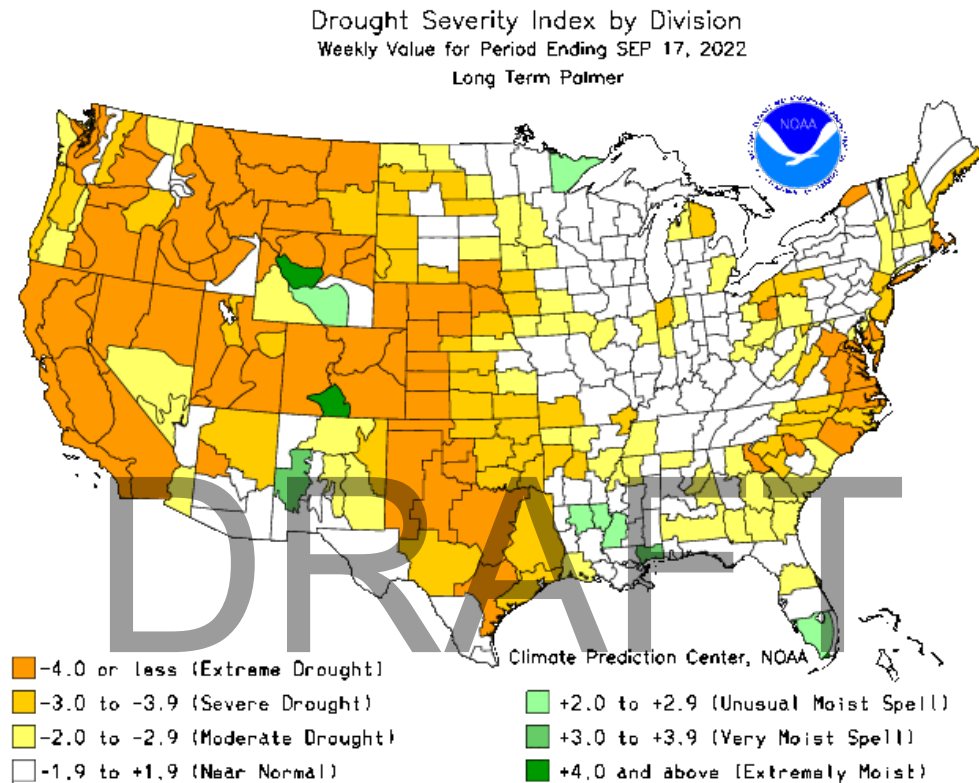 Drought Severity Index by Division
Weekly Value for Period Ending SEP 17, 2022
Long Term Palmer
NOAA
DRAFT
Climate Prediction Center, NOAA
-4.0 or less (Extreme Drought)
-3.0 to -3.9 (Severe Drought)
-2.0 to -2.9 (Moderate Drought)
-1.9 to +1.9 (Near Normal)
+2.0 to +2.9 (Unusual Moist Spell)
+3.0 to +3.9 (Very Moist Spell)
+4.0 and above (Extremely Moist)